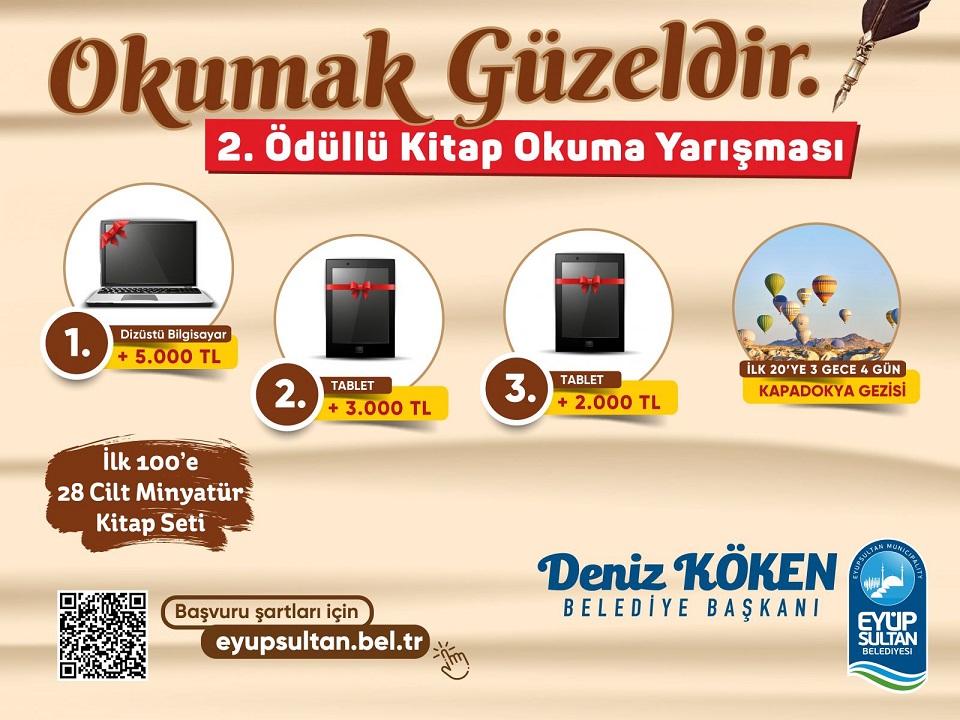 Okumak Güzeldir.
2. Ödüllü Kitap Okuma Yarışması
1.
Dizüstü Bilgisayar
+ 5.000 TL
2.
TABLET
+ 3.000 TL
3.
TABLET
+ 2.000 TL
İLK 20'YE 3 GECE 4 GÜN
KAPADOKYA GEZİSİ
İlk 100'e
28 Cilt Minyatür
Kitap Seti
Başvuru şartları için
eyupsultan.bel.tr
Deniz KÖKEN
BELEDİYE BAŞKANI
EYÜPSULTAN MUNICIPALITY
EYÜP
SULTAN
BELEDİYESİ